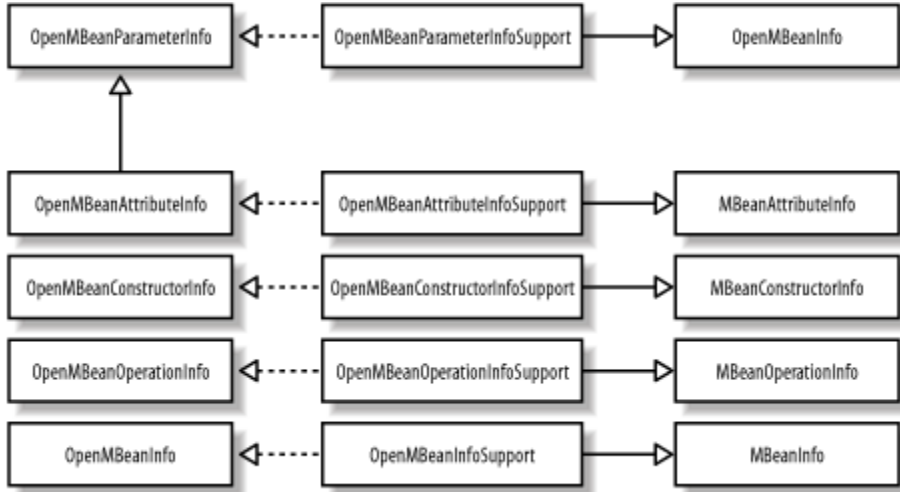 OpenMBeanParameterInfo OpenMBeanParameterInfoSupport OpenMBeanInfo
OpenMBeanAttributeInfo OpenMBeanAttributeInfoSupport MBeanAttributeInfo
OpenMBeanConstructorInfo OpenMBeanConstructorInfoSupport MBeanConstructorInfo
OpenMBeanOperationInfo OpenMBeanOperationInfoSupport MBeanOperationInfo
OpenMBeanInfo OpenMBeanInfoSupport MBeanInfo